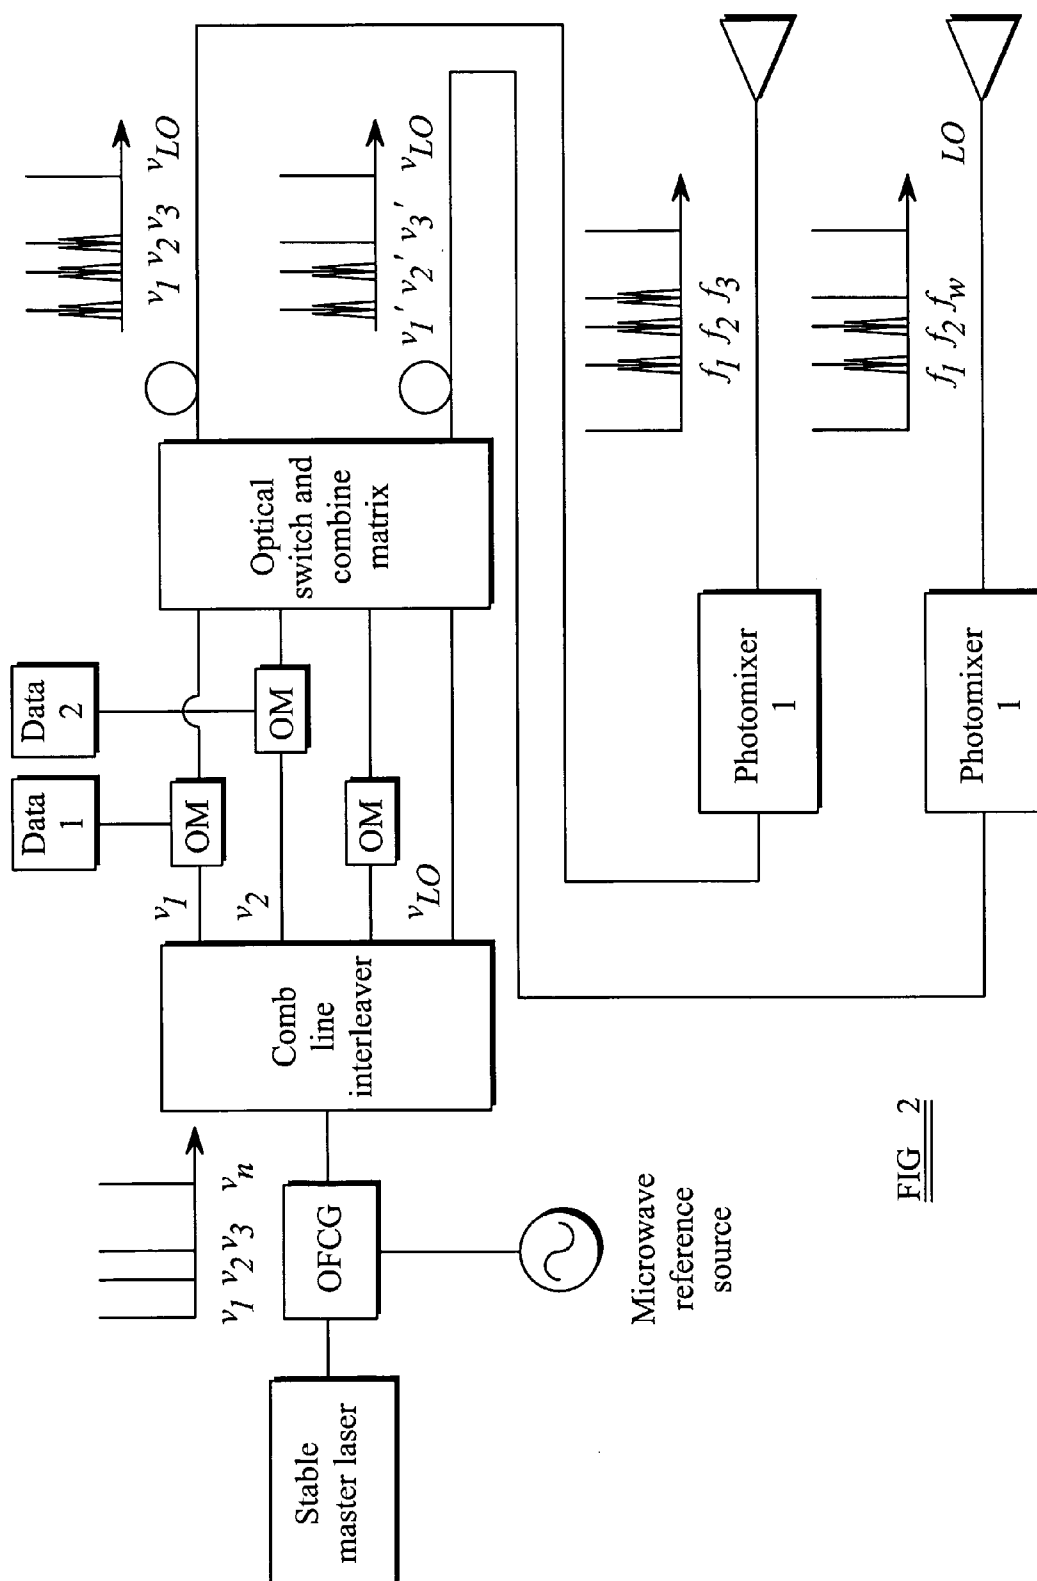 Data
1
Data
2
v1 v2 v3 vn
Stable
master laser
OFCG
Microwave
reference
source
Comb
line
interleaver
v1
v2
vLO
OM
OM
OM
Optical
switch and
combine
matrix
v1 v2 v3 vLO
v1' v2' v3' vLO
Photomixer
1
f1 f2 f3
Photomixer
1
f1 f2 fw
LO
FIG 2